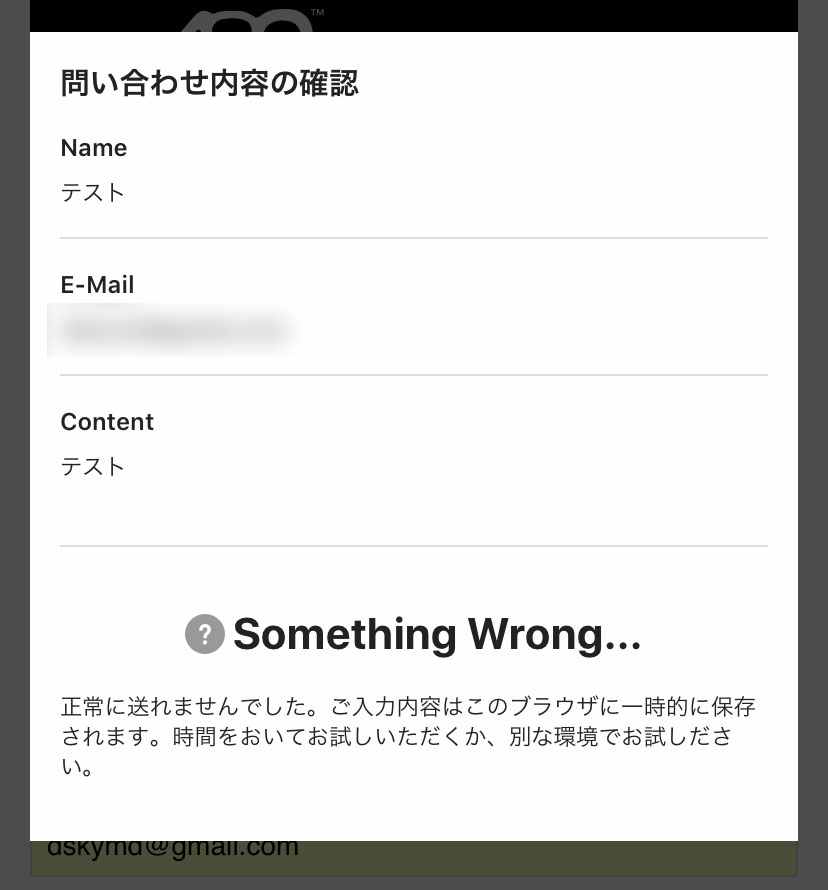 TM
問い合わせ内容の確認
Name
テスト
E-Mail
Content
テスト
? Something Wrong...
正常に送れませんでした。ご入力内容はこのブラウザに一時的に保存
されます。時間をおいてお試しいただくか、別な環境でお試しださ
い。
dskymd@gmail.com